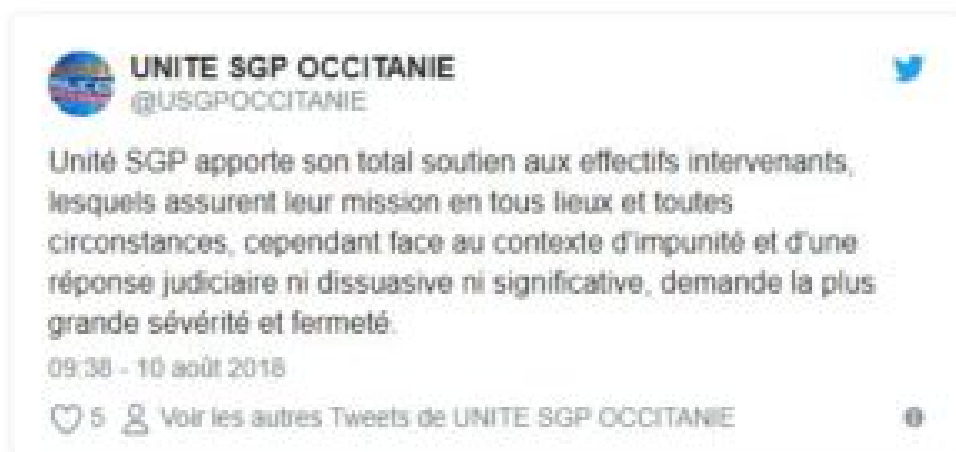 UNITE SGP OCCITANIE
@USGPOCCITANIE
Unité SGP apporte son total soutien aux effectifs intervenants,
lesquels assurent leur mission en tous lieux et toutes
circonstances, cependant face au contexte d'impunité et d'une
réponse judiciaire ni dissuasive ni significative, demande la plus
grande sévérité et fermeté.
09:38 - 10 août 2018
5 Voir les autres Tweets de UNITE SGP OCCITANIE